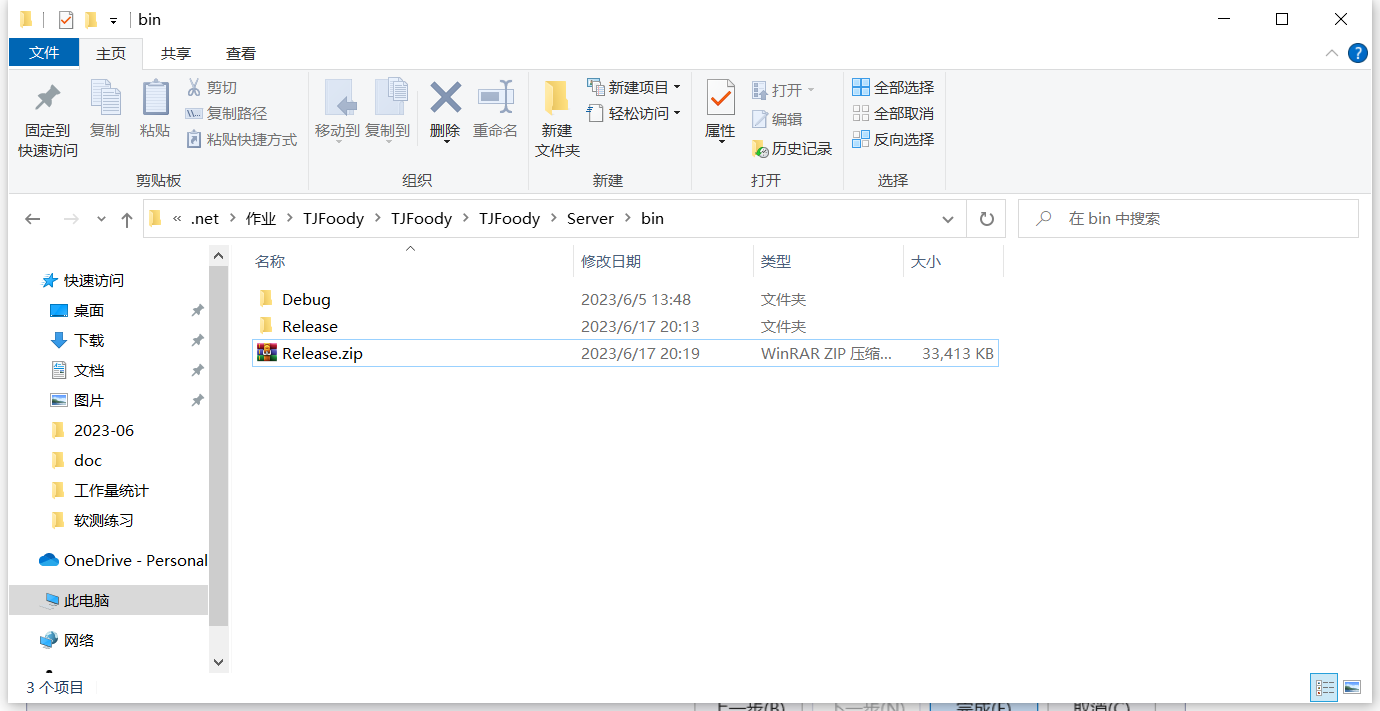 bin
文件 主页 共享 查看
固定到
快速访问
复制
粘贴
剪切
复制路径
粘贴快捷方式
剪贴板
移动到
复制到
删除
重命名
组织
新建
文件夹
新建项目
轻松访问
新建
属性
打开
编辑
历史记录
打开
全部选择
全部取消
反向选择
选择
« .net > 作业 > TJFoody > TJFoody > TJFoody > Server > bin
在 bin 中搜索
快速访问
桌面
下载
文档
图片
2023-06
doc
工作量统计
软测练习
OneDrive - Personal
此电脑
网络
名称 修改日期 类型 大小
Debug 2023/6/5 13:48 文件夹
Release 2023/6/17 20:13 文件夹
Release.zip 2023/6/17 20:19 WinRAR ZIP 压缩... 33,413 KB
3 个项目
上一步(B) 下一步(N) 完成(F) 取消(C)